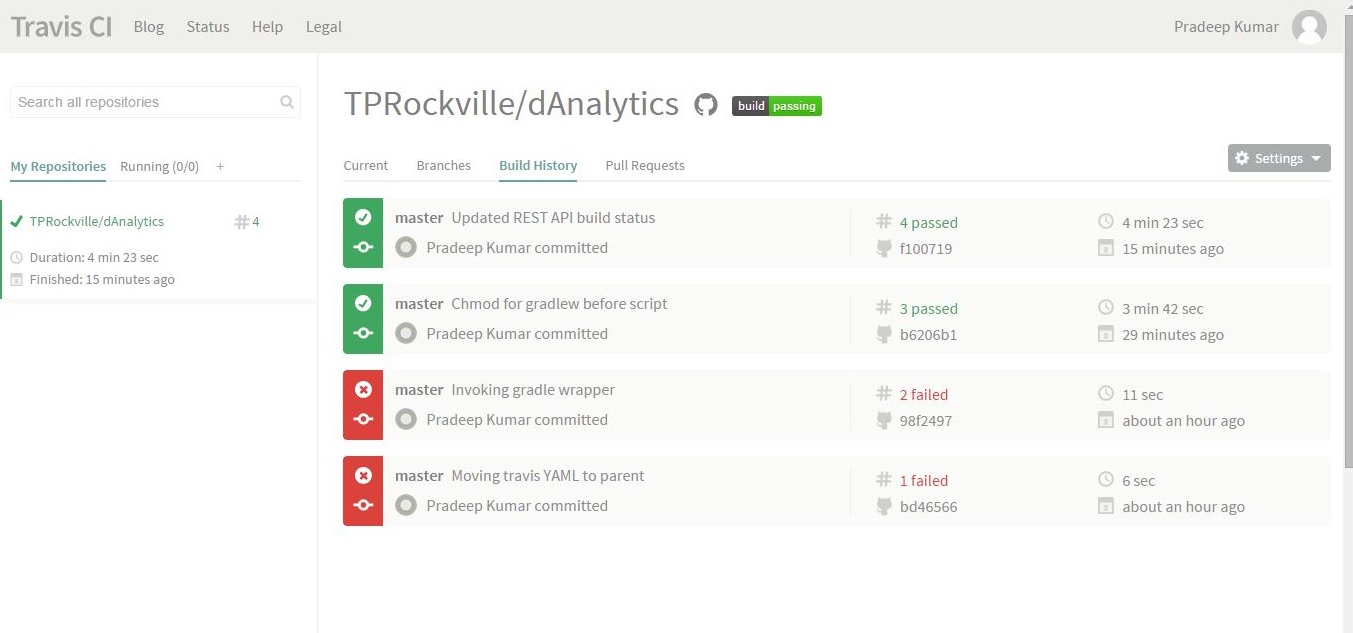 Travis CI Blog Status Help Legal Pradeep Kumar
Search all repositories
My Repositories Running (0/0) +
TPRockville/dAnalytics # 4
Duration: 4 min 23 sec
Finished: 15 minutes ago
TPRockville/dAnalytics build passing
Current Branches Build History Pull Requests Settings
master Updated REST API build status # 4 passed 4 min 23 sec
Pradeep Kumar committed f100719 15 minutes ago
master Chmod for gradlew before script # 3 passed 3 min 42 sec
Pradeep Kumar committed b6206b1 29 minutes ago
master Invoking gradle wrapper # 2 failed 11 sec
Pradeep Kumar committed 98f2497 about an hour ago
master Moving travis YAML to parent # 1 failed 6 sec
Pradeep Kumar committed bd46566 about an hour ago